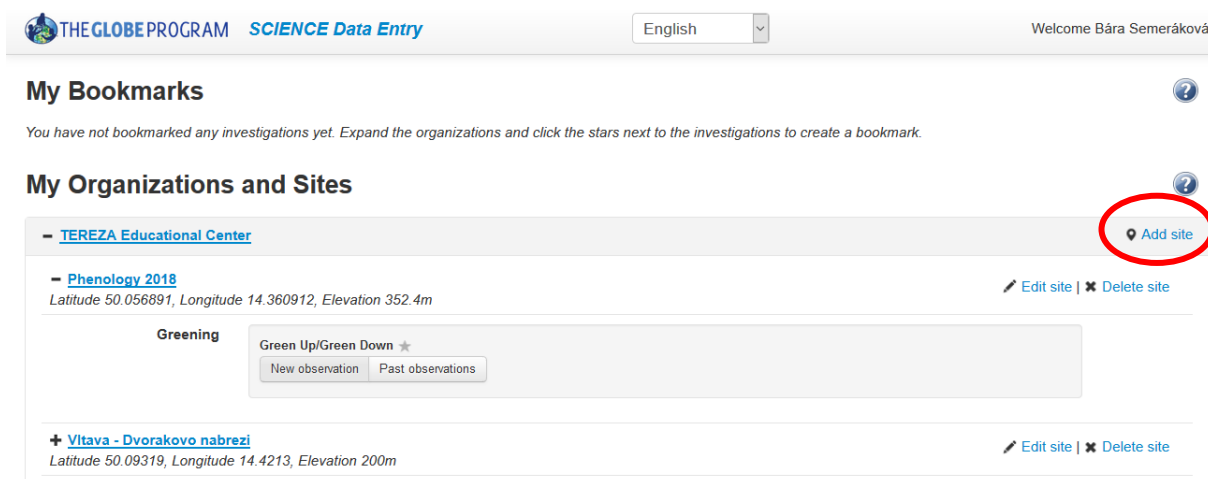 THE GLOBE PROGRAM SCIENCE Data Entry English Welcome Bára Semeráková
My Bookmarks
You have not bookmarked any investigations yet. Expand the organizations and click the stars next to the investigations to create a bookmark.
My Organizations and Sites
TEREZA Educational Center Add site
Phenology 2018 Edit site | Delete site
Latitude 50.056891, Longitude 14.360912, Elevation 352.4m
Greening
Green Up/Green Down
New observation Past observations
Vltava - Dvorakovo nabrezi Edit site | Delete site
Latitude 50.09319, Longitude 14.4213, Elevation 200m